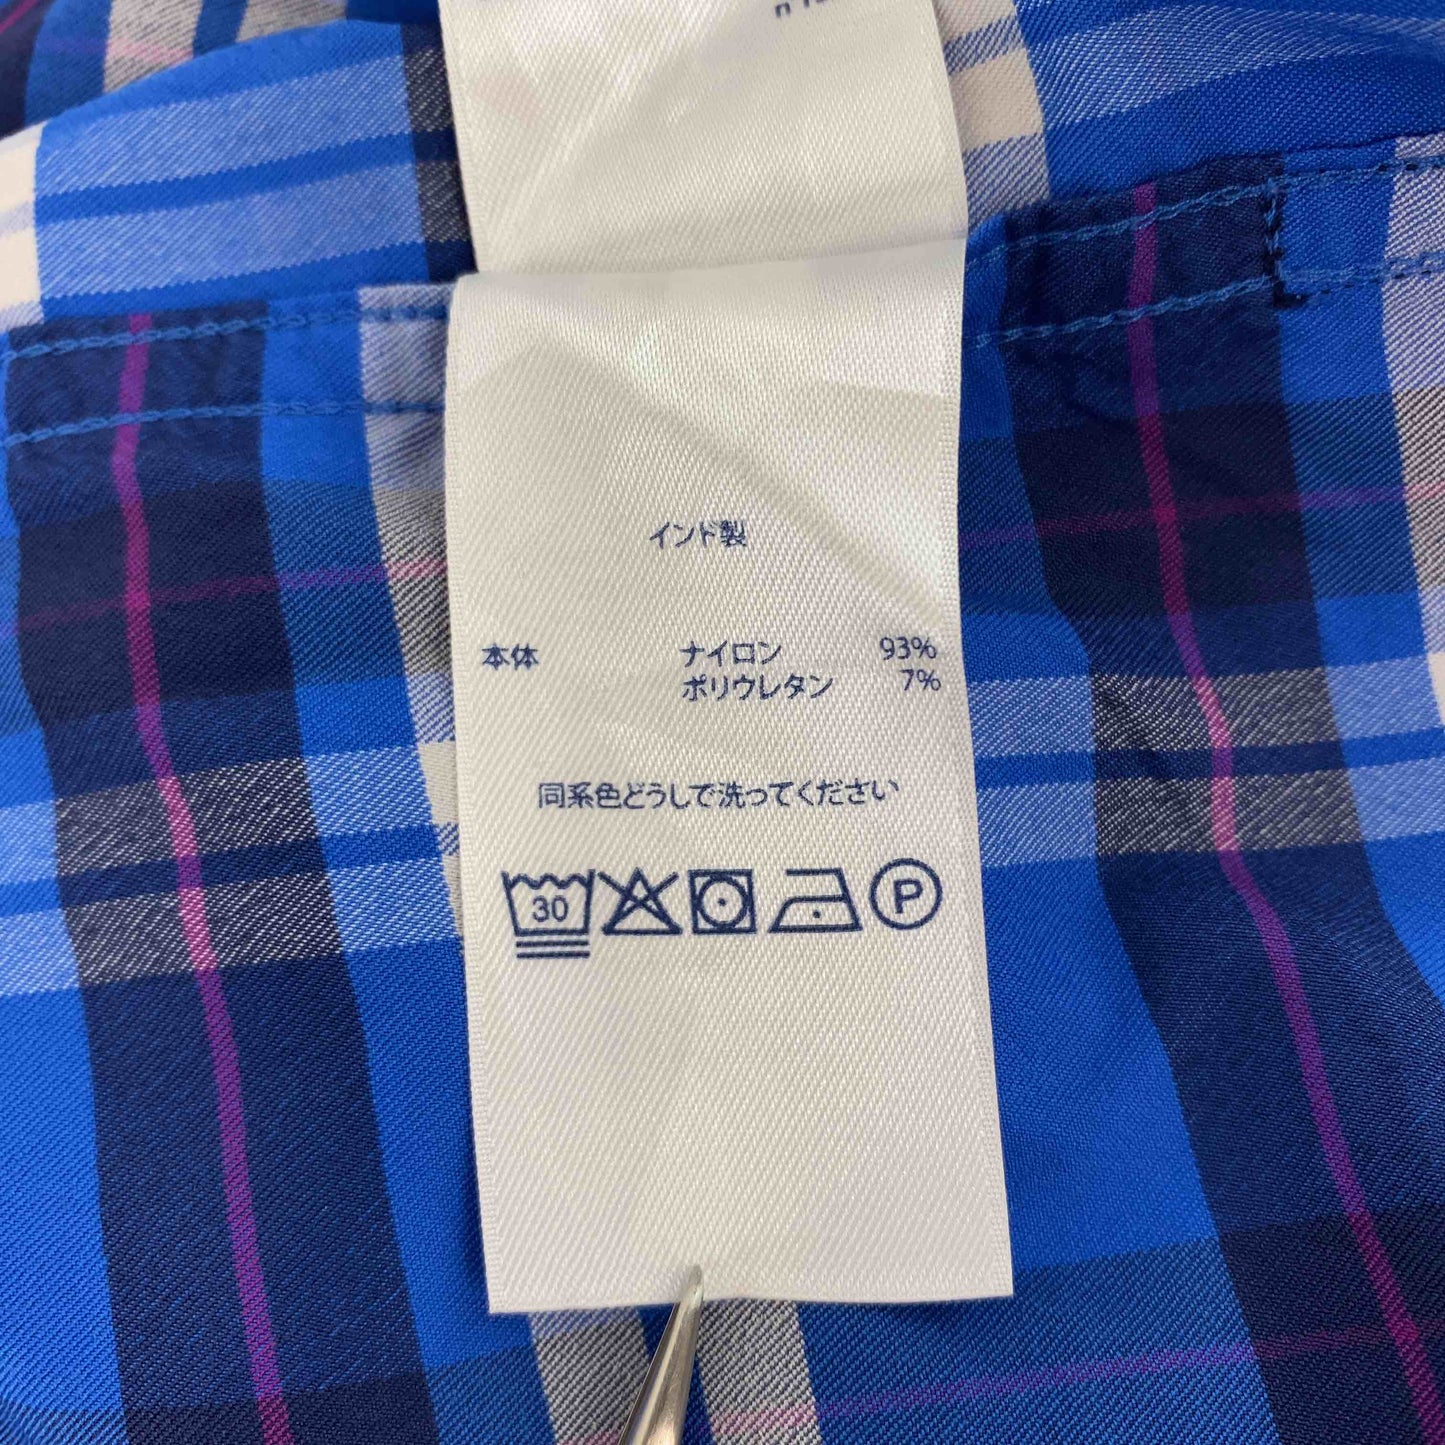 インド製
本体 ナイロン 93%
ポリウレタン 7%
同系色どうしで洗ってください
30 P